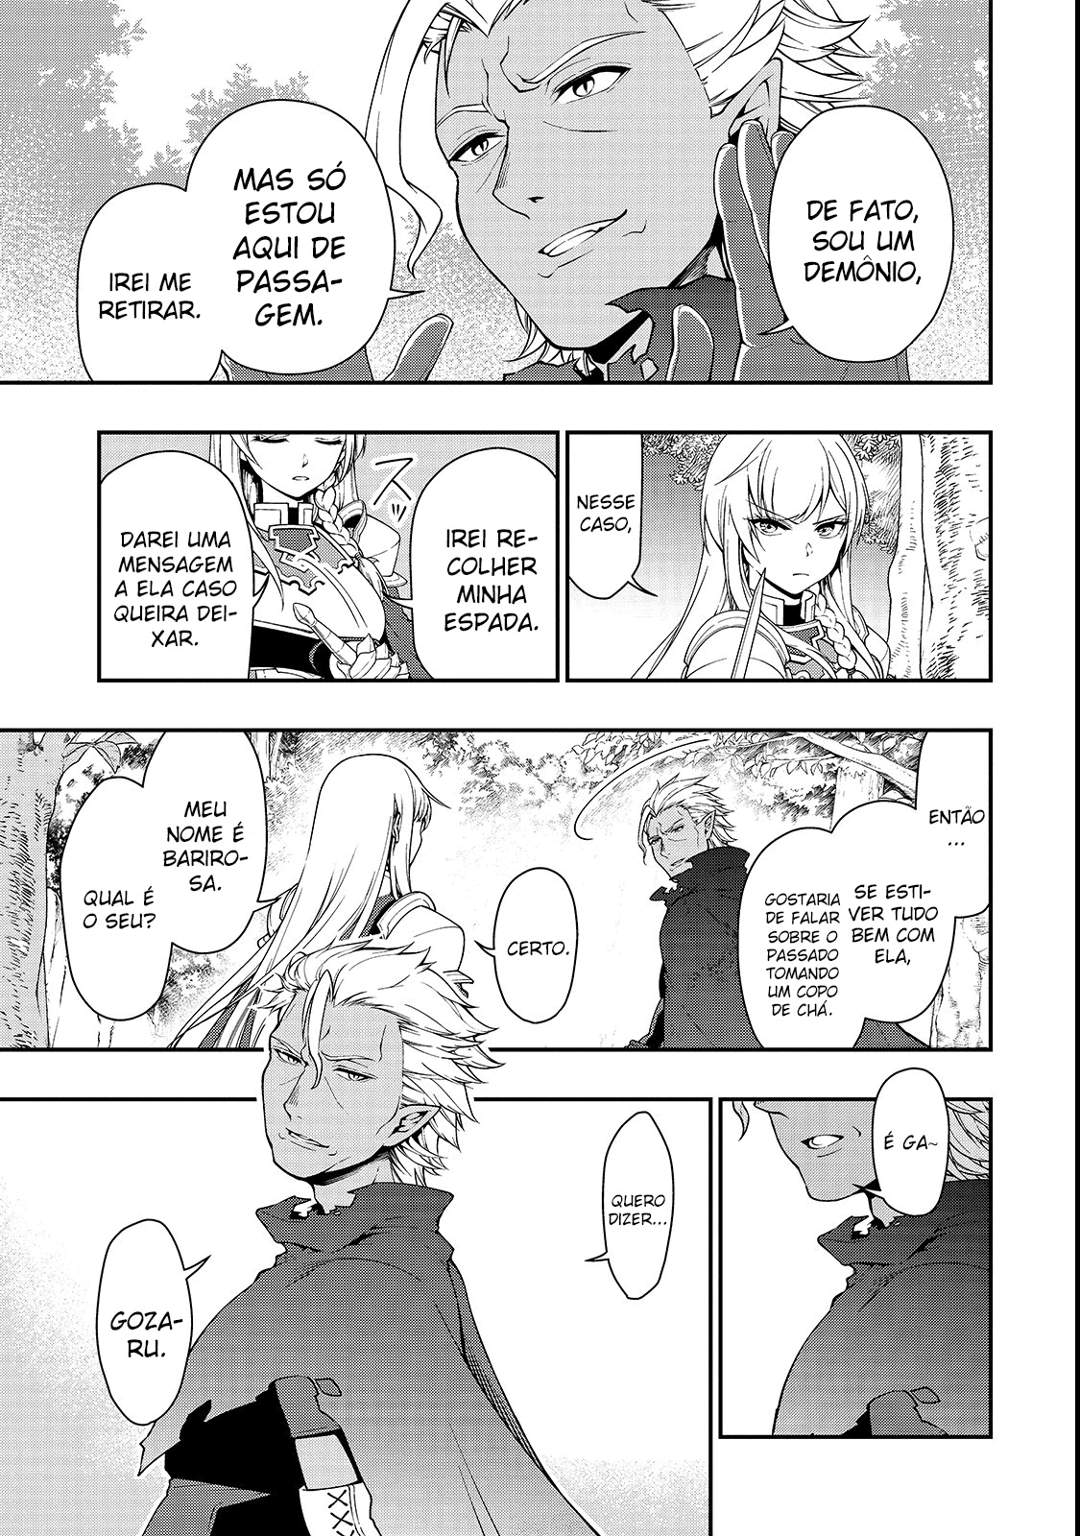 DE FATO,
SOU UM
DEMÔNIO,
MAS SÓ
ESTOU
AQUI DE
PASSA-
GEM.
IREI ME
RETIRAR.
NESSE
CASO,
IREI RE-
COLHER
MINHA
ESPADA.
スッ
DAREI UMA
MENSAGEM
A ELA CASO
QUEIRA DEI-
XAR.
ENTÃO
...
SE ESTI-
VER TUDO
BEM COM
ELA,
GOSTARIA
DE FALAR
SOBRE O
PASSADO
TOMANDO
UM COPO
DE CHÁ.
CERTO.
MEU
NOME É
BARIRO-
SA.
QUAL É
O SEU?
É GA~
QUERO
DIZER...
GOZA-
RU.